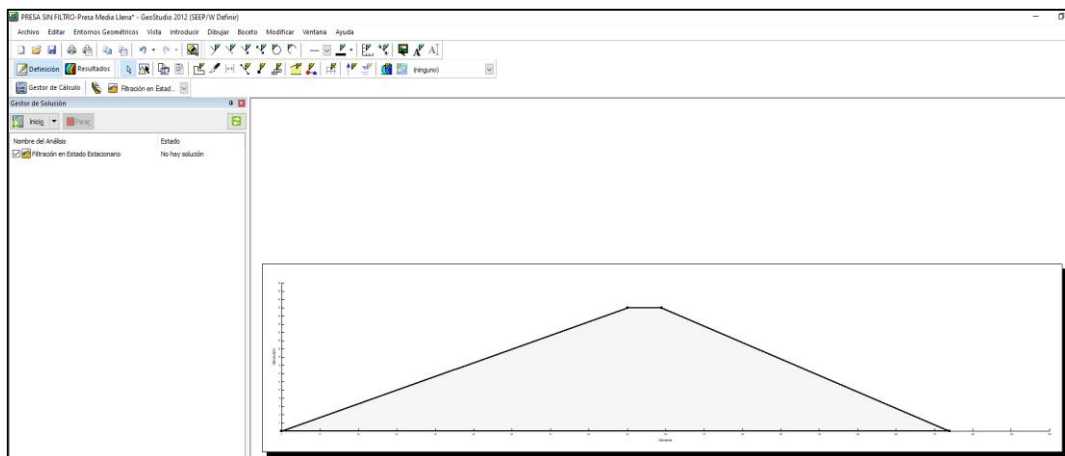 PRESA SIN FILTRO-Presa Media Llena* - GeoStudio 2012 (SEEP/W Definir)
Archivo Editar Entornos Geométricos Vista Introducir Dibujar Boceto Modificar Ventana Ayuda
Definición Resultados (ninguno)
Gestor de Cálculo Filtración en Estad...
Gestor de Solución
Inicio Parar
Nombre del Análisis Estado
Filtración en Estado Estacionario No hay solución